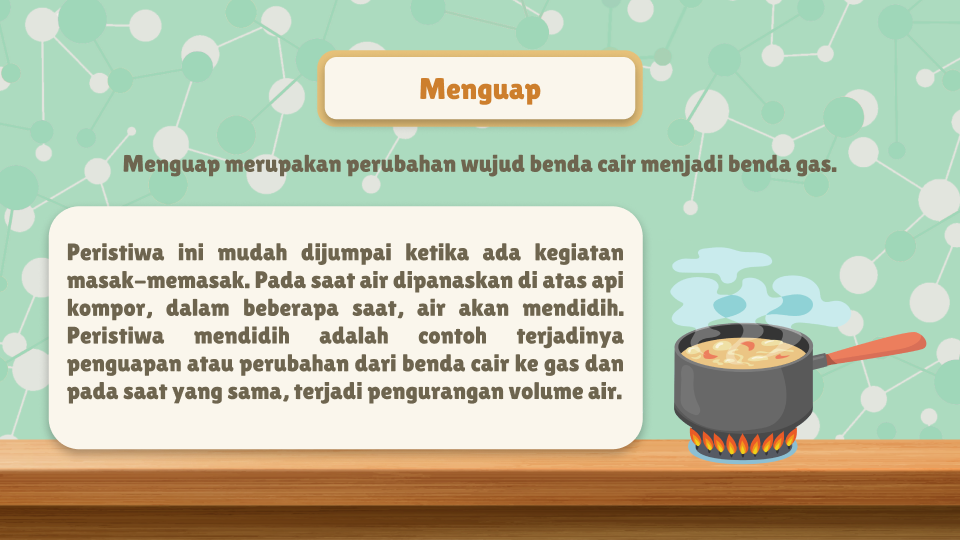 Menguap
Menguap merupakan perubahan wujud benda cair menjadi benda gas.
Peristiwa ini mudah dijumpai ketika ada kegiatan
masak-memasak. Pada saat air dipanaskan di atas api
kompor, dalam beberapa saat, air akan mendidih.
Peristiwa mendidih adalah contoh terjadinya
penguapan atau perubahan dari benda cair ke gas dan
pada saat yang sama, terjadi pengurangan volume air.